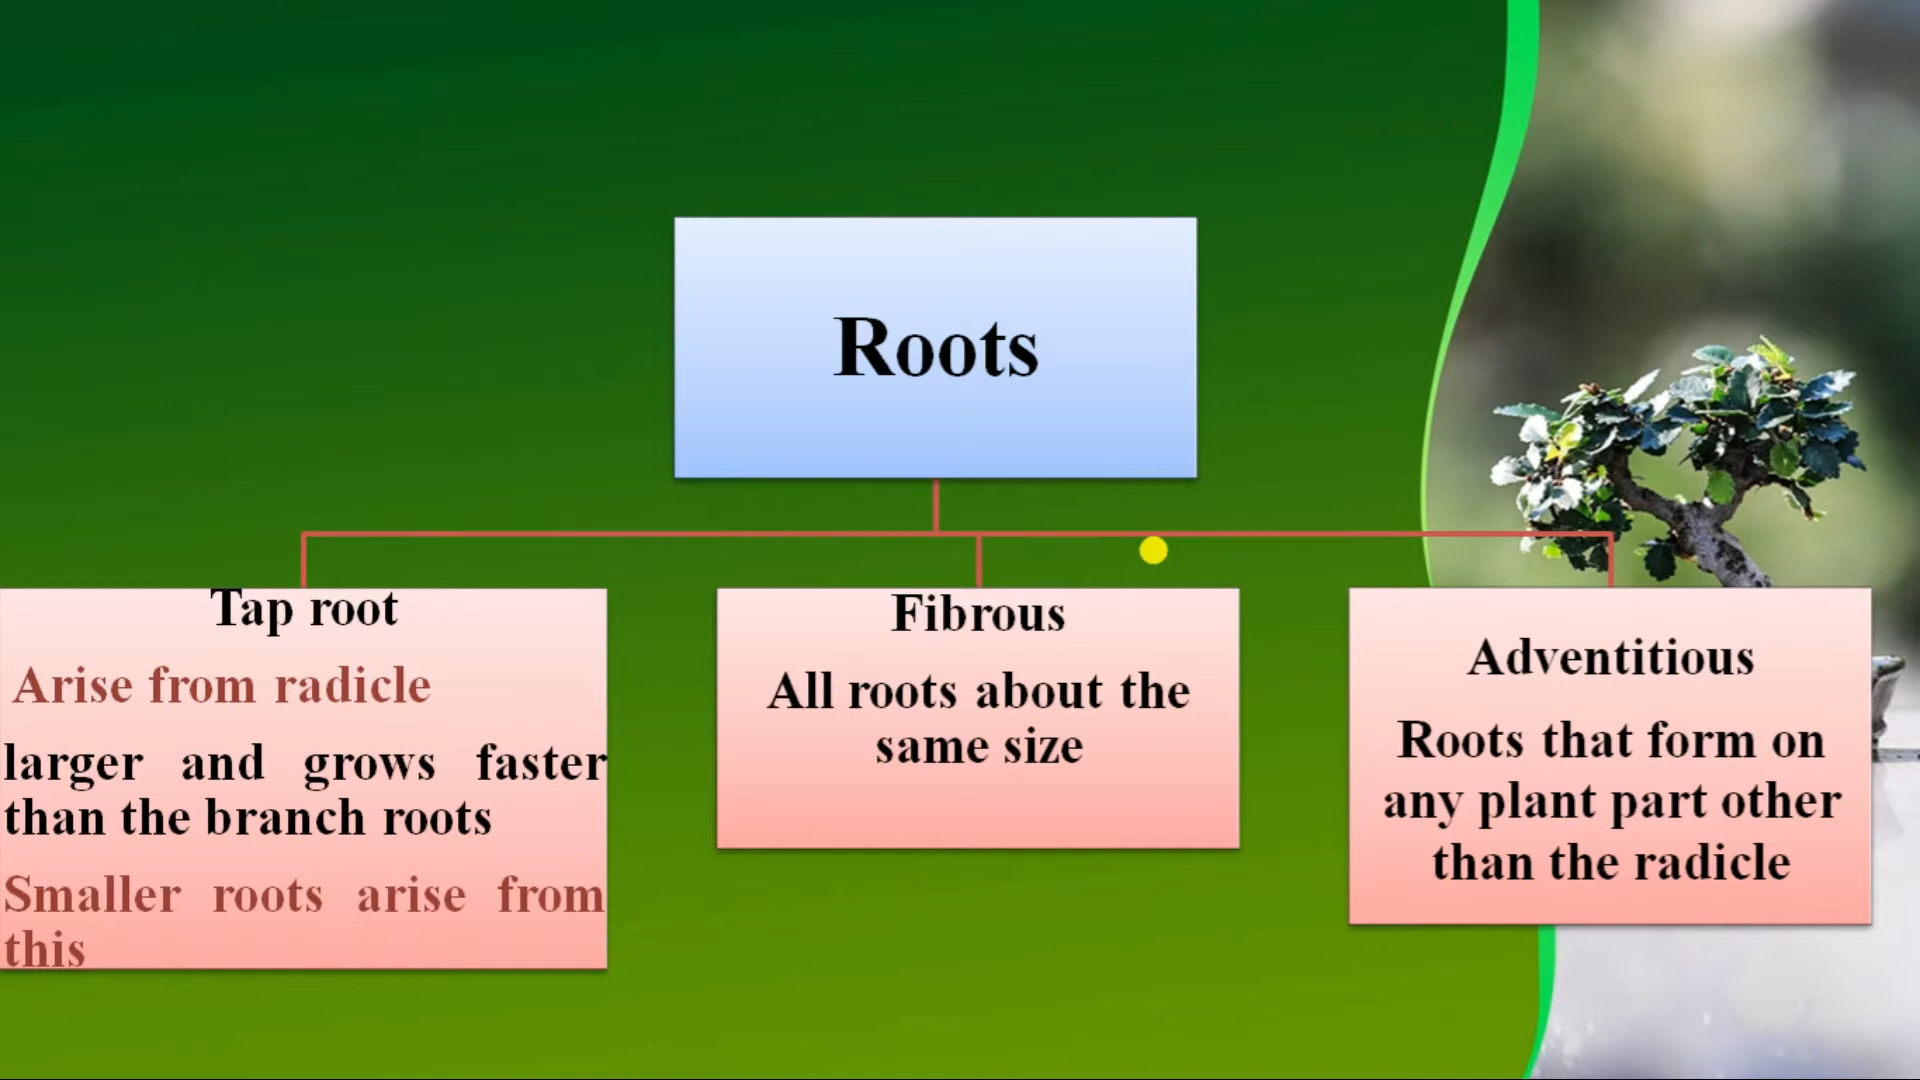 Roots
Tap root
Arise from radicle
larger and grows faster
than the branch roots
Smaller roots arise from
this
Fibrous
All roots about the
same size
Adventitious
Roots that form on
any plant part other
than the radicle